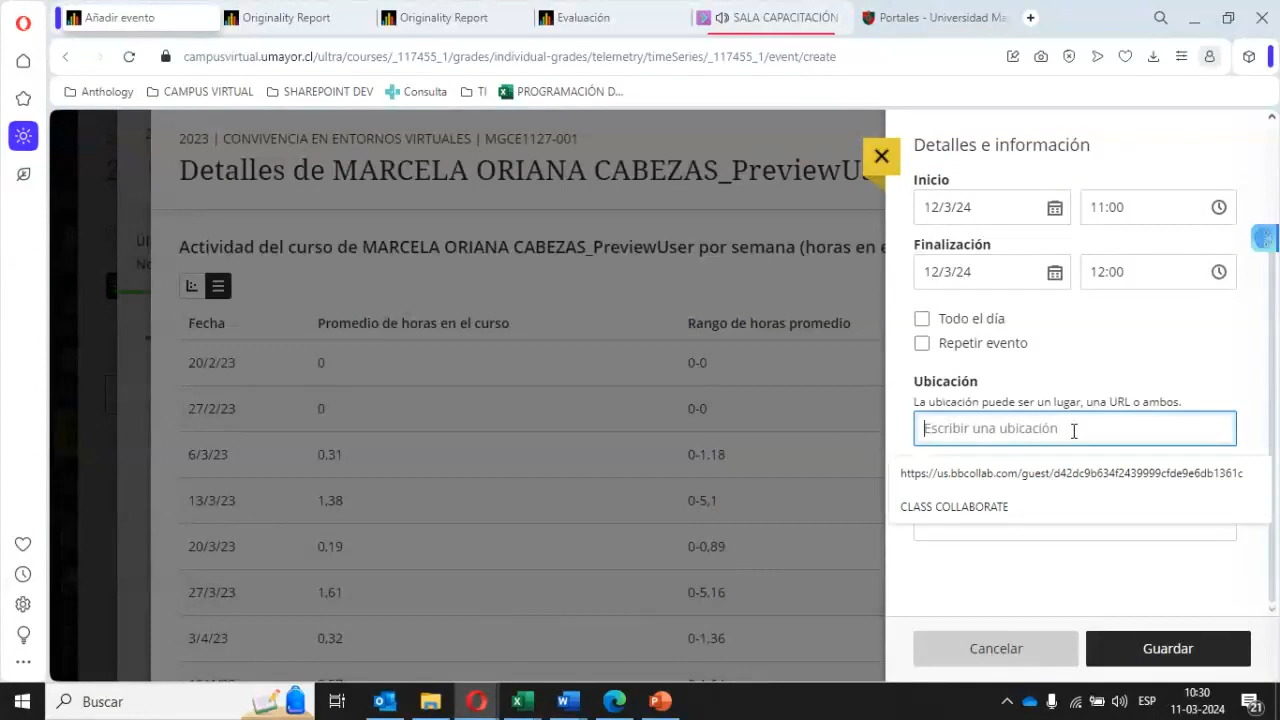 Añadir evento
Originality Report
Originality Report
Evaluación
SALA CAPACITACIÓN
Portales - Universidad Ma
campusvirtual.umayor.cl/ultra/courses/_117455_1/grades/individual-grades/telemetry/timeSeries/_117455_1/event/create
Anthology
CAMPUS VIRTUAL
SHAREPOINT DEV
Consulta
TI
PROGRAMACIÓN D...
2023 | CONVIVENCIA EN ENTORNOS VIRTUALES | MGCE1127-001
Detalles de MARCELA ORIANA CABEZAS_PreviewU
Actividad del curso de MARCELA ORIANA CABEZAS_PreviewUser por semana (horas en e
Fecha Promedio de horas en el curso Rango de horas promedio
20/2/23 0 0-0
27/2/23 0 0-0
6/3/23 0,31 0-1.18
13/3/23 1,38 0-5,1
20/3/23 0,19 0-0,89
27/3/23 1,61 0-5.16
3/4/23 0,32 0-1,36
Detalles e información
Inicio
12/3/24 11:00
Finalización
12/3/24 12:00
Todo el día
Repetir evento
Ubicación
La ubicación puede ser un lugar, una URL o ambos.
Escribir una ubicación
https://us.bbcollab.com/guest/d42dc9b634f2439999cfde9e6db1361c
CLASS COLLABORATE
Cancelar
Guardar
Buscar
ESP
10:30
11-03-2024
21